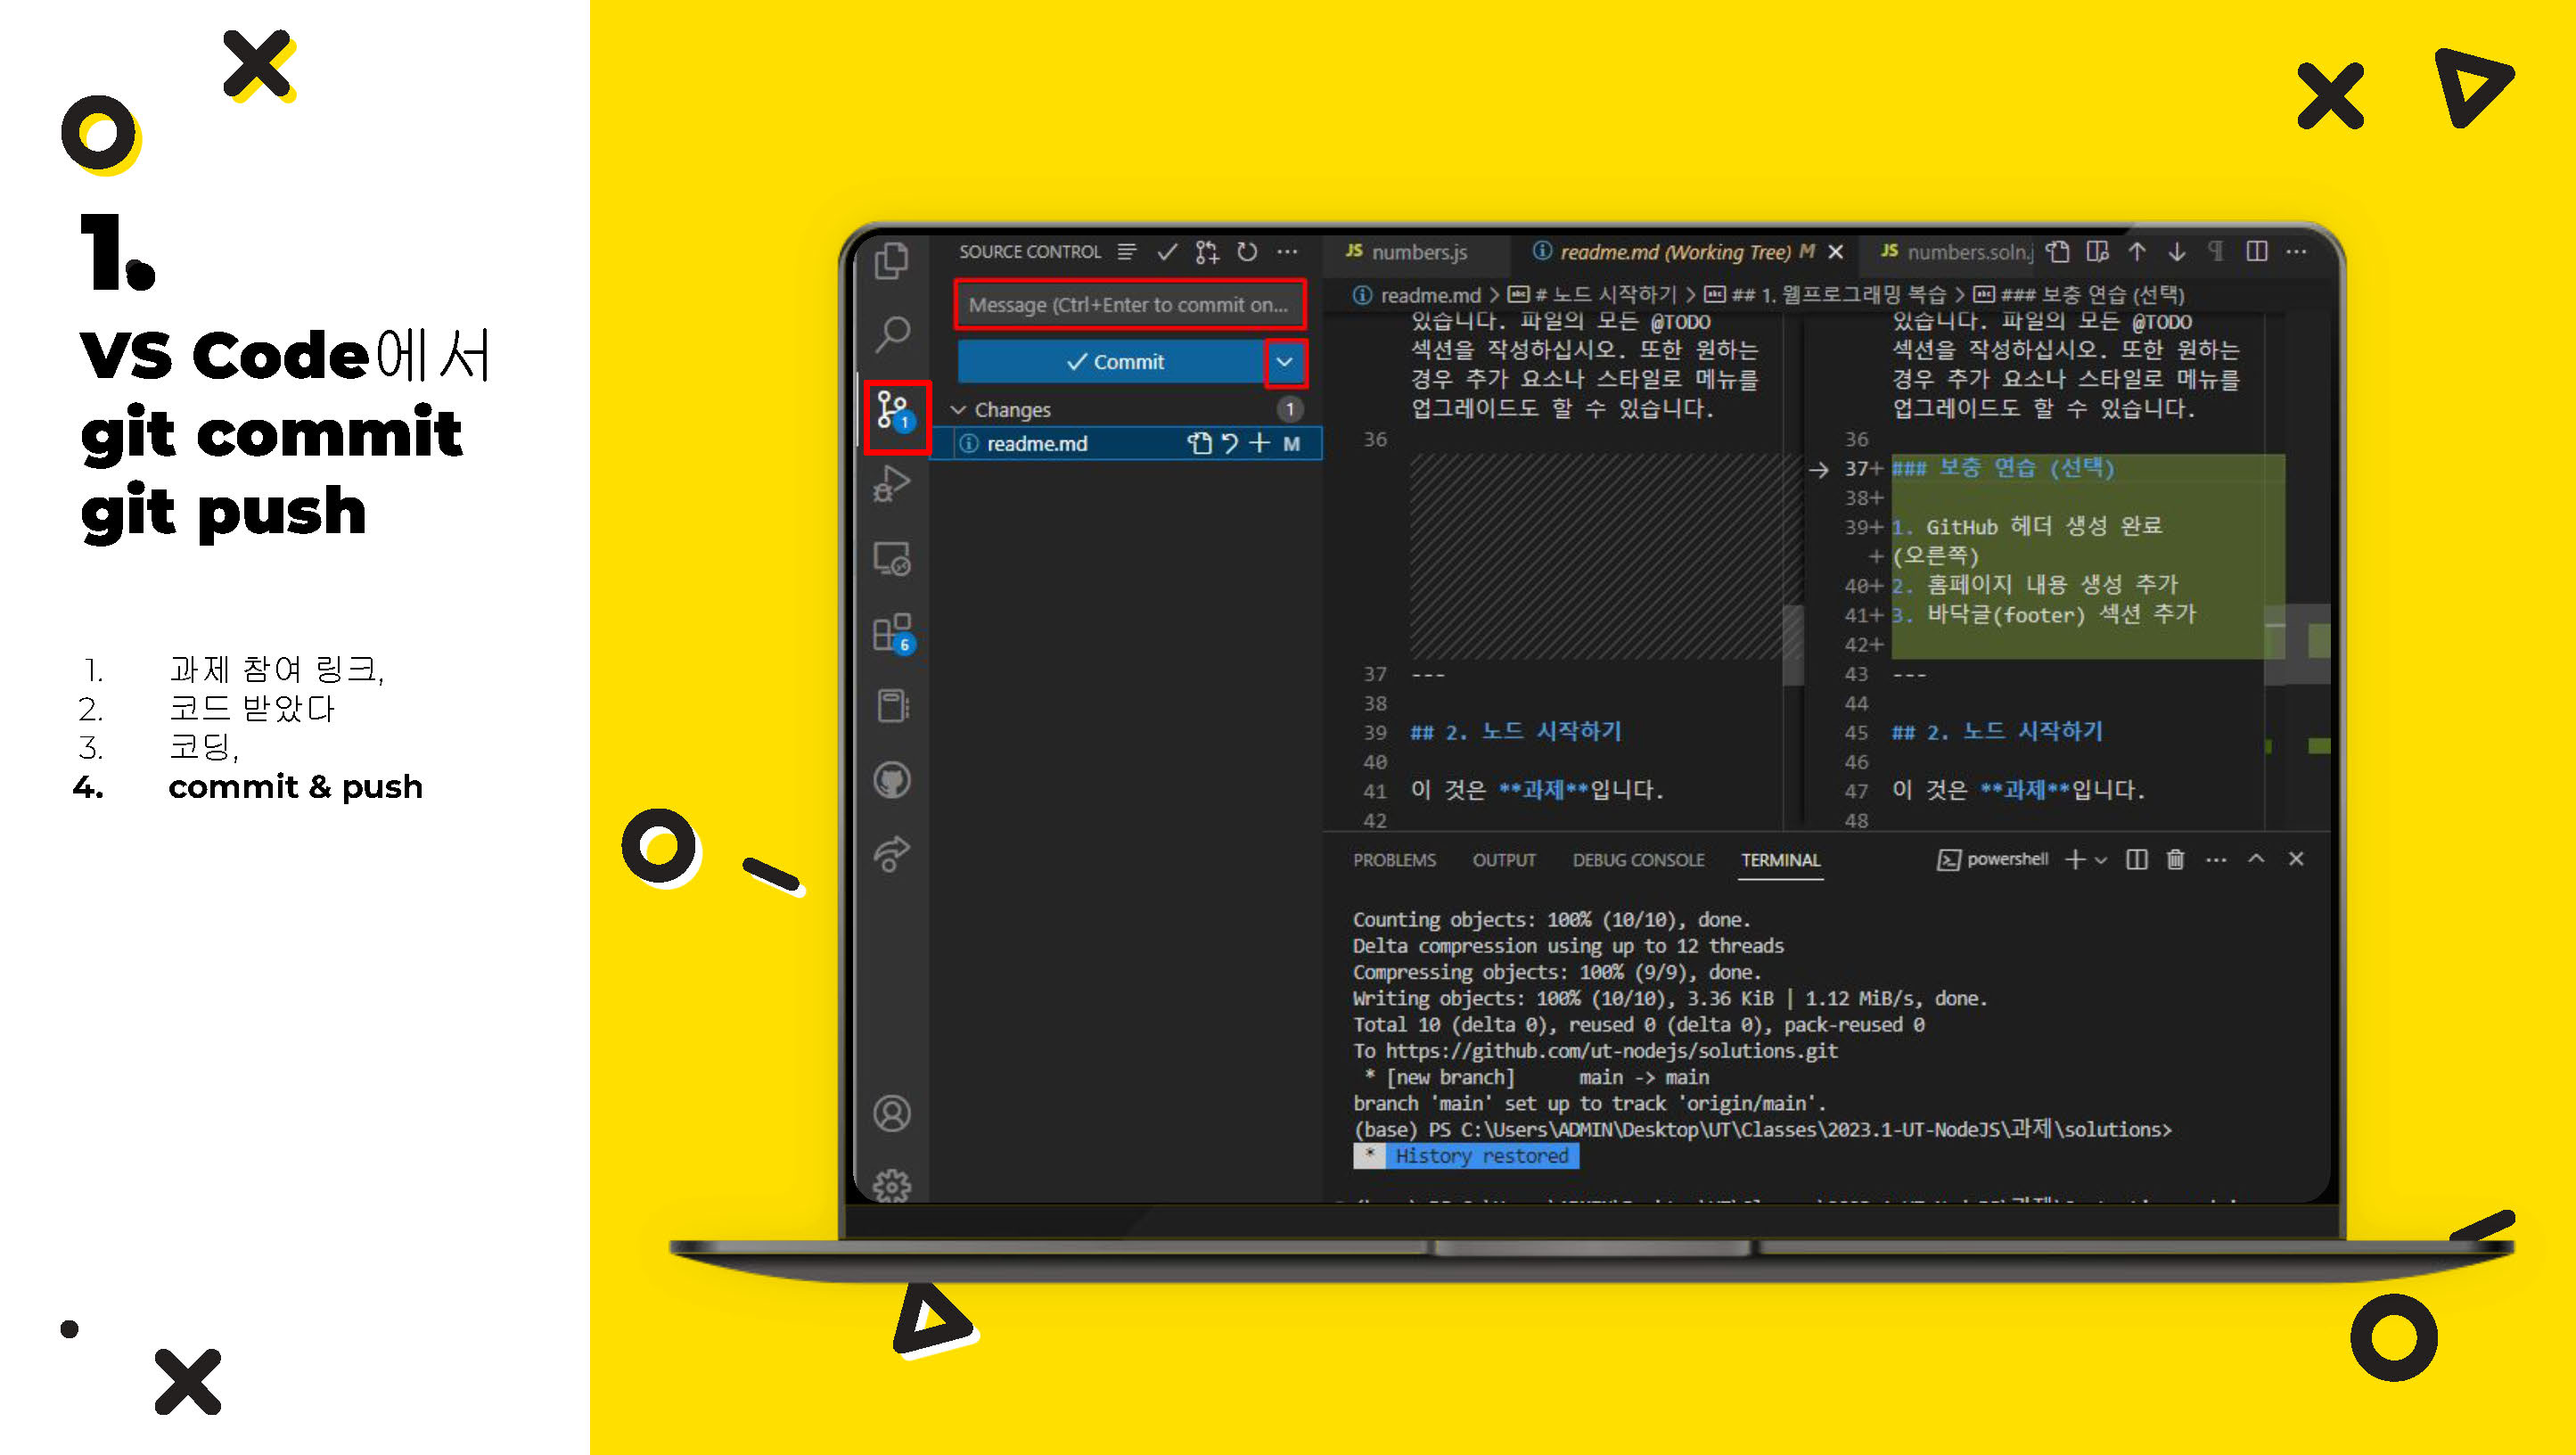 1.
VS Code에서
git commit
git push
1. 과제 참여 링크,
2. 코드 받았다
3. 코딩,
4. commit & push
SOURCE CONTROL
Message (Ctrl+Enter to commit on...
Commit
Changes 1
readme.md M
1
6
JS numbers.js
readme.md (Working Tree) M
JS numbers.soln.j
readme.md > # 노드 시작하기 > ## 1. 웹프로그래밍 복습 > ### 보충 연습 (선택)
있습니다. 파일의 모든 @TODO
섹션을 작성하십시오. 또한 원하는
경우 추가 요소나 스타일로 메뉴를
업그레이드도 할 수 있습니다.
36
37 ---
38
39 ## 2. 노드 시작하기
40
41 이 것은 **과제**입니다.
42
있습니다. 파일의 모든 @TODO
섹션을 작성하십시오. 또한 원하는
경우 추가 요소나 스타일로 메뉴를
업그레이드도 할 수 있습니다.
36
→ 37+ ### 보충 연습 (선택)
38+
39+ 1. GitHub 헤더 생성 완료
+ (오른쪽)
40+ 2. 홈페이지 내용 생성 추가
41+ 3. 바닥글(footer) 섹션 추가
42+
43 ---
44
45 ## 2. 노드 시작하기
46
47 이 것은 **과제**입니다.
48
PROBLEMS OUTPUT DEBUG CONSOLE TERMINAL powershell
Counting objects: 100% (10/10), done.
Delta compression using up to 12 threads
Compressing objects: 100% (9/9), done.
Writing objects: 100% (10/10), 3.36 KiB | 1.12 MiB/s, done.
Total 10 (delta 0), reused 0 (delta 0), pack-reused 0
To https://github.com/ut-nodejs/solutions.git
* [new branch] main -> main
branch 'main' set up to track 'origin/main'.
(base) PS C:\Users\ADMIN\Desktop\UT\Classes\2023.1-UT-NodeJS\과제\solutions>
* History restored